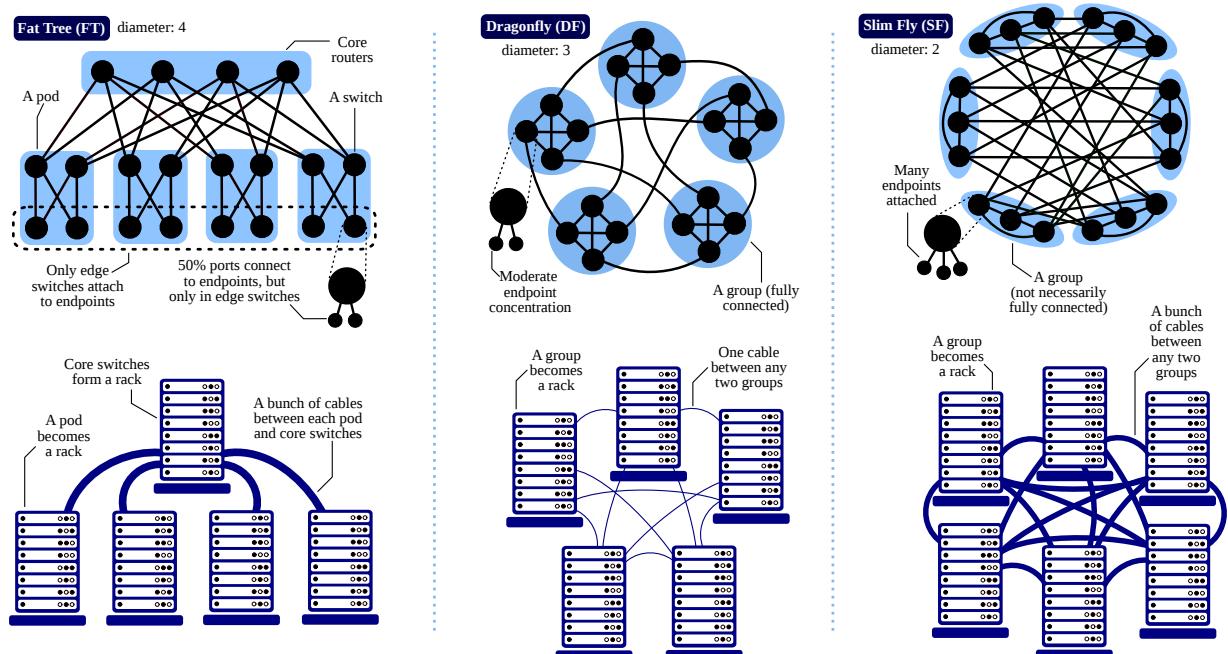 Fat Tree (FT)
diameter: 4
Core
routers
A pod
A switch
Only edge
switches attach
to endpoints
50% ports connect
to endpoints, but
only in edge switches
Core switches
form a rack
A pod
becomes
a rack
A bunch of cables
between each pod
and core switches
Dragonfly (DF)
diameter: 3
Moderate
endpoint
concentration
A group (fully
connected)
A group
becomes
a rack
One cable
between any
two groups
Slim Fly (SF)
diameter: 2
Many
endpoints
attached
A group
(not necessarily
fully connected)
A group
becomes
a rack
A bunch
of cables
between
any two
groups